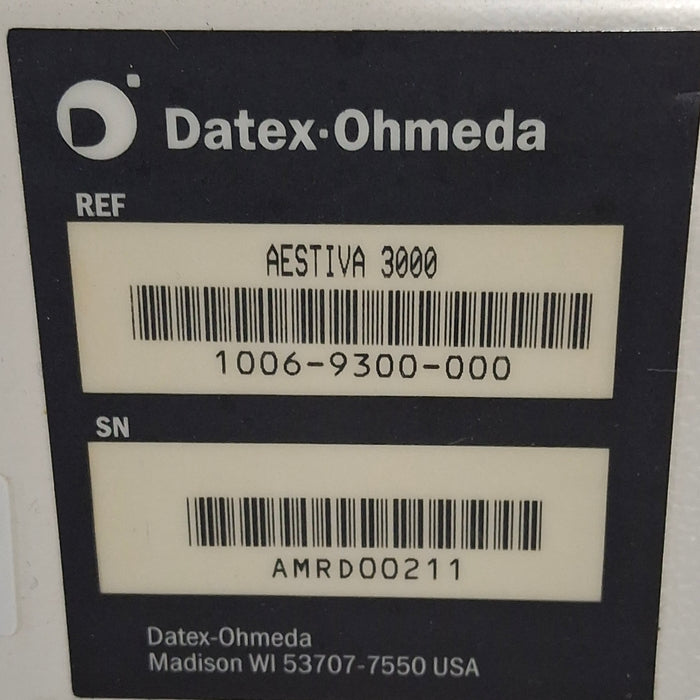 Datex·Ohmeda
REF
AESTIVA 3000
1006-9300-000
SN
AMRD00211
Datex-Ohmeda
Madison WI 53707-7550 USA